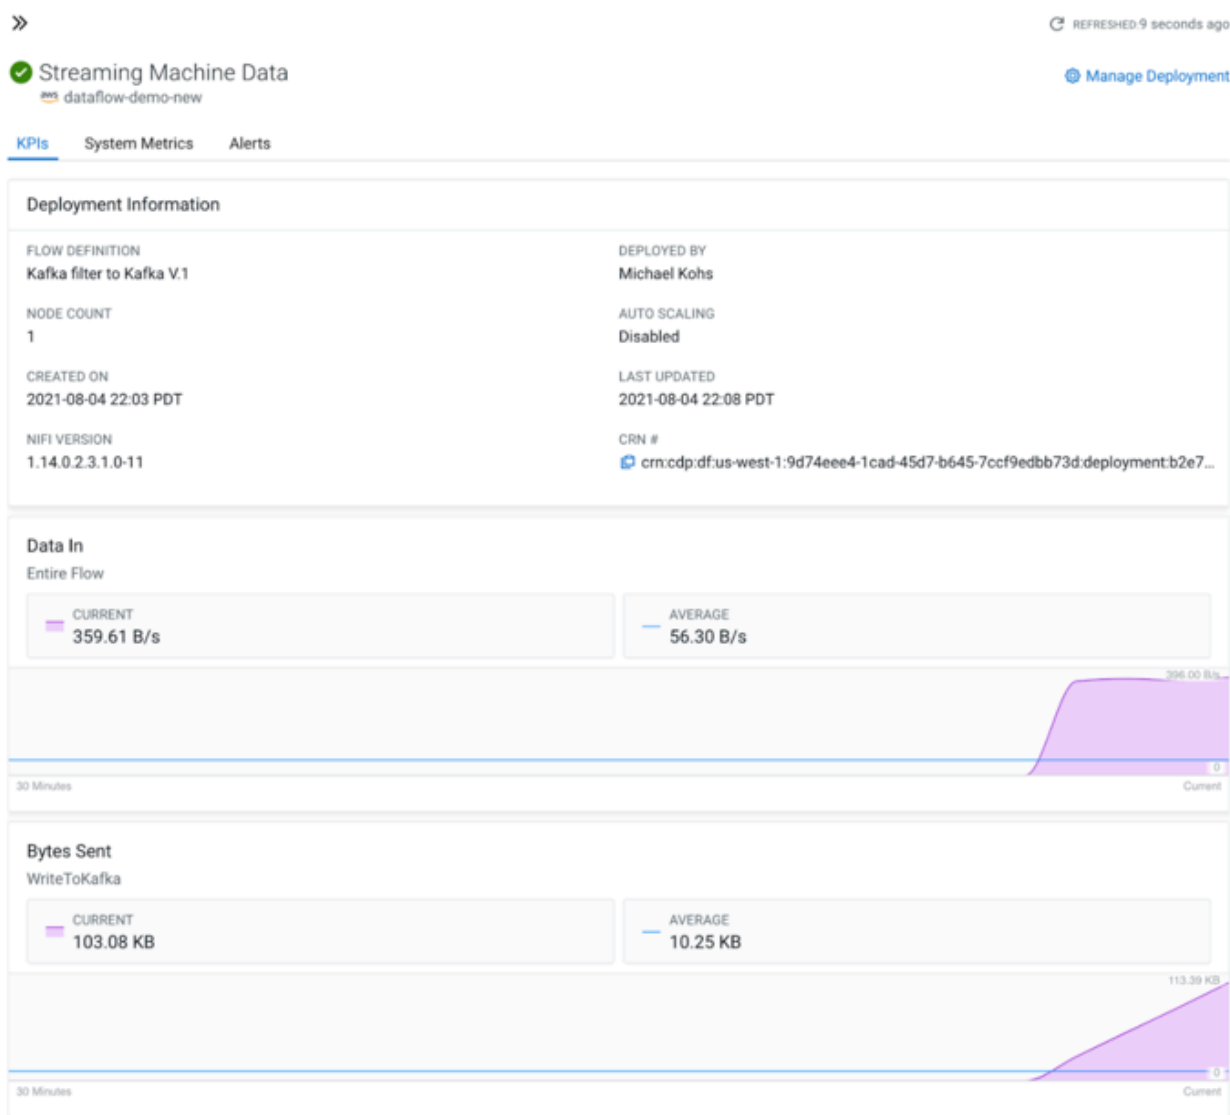 REFRESHED: 9 seconds ago
Streaming Machine Data
Manage Deployment
aws dataflow-demo-new
KPIs System Metrics Alerts
Deployment Information
FLOW DEFINITION DEPLOYED BY
Kafka filter to Kafka V.1 Michael Kohs
NODE COUNT AUTO SCALING
1 Disabled
CREATED ON LAST UPDATED
2021-08-04 22:03 PDT 2021-08-04 22:08 PDT
NIFI VERSION CRN #
1.14.0.2.3.1.0-11 crn:cdp:df:us-west-1:9d74eee4-1cad-45d7-b645-7ccf9edbb73d:deployment:b2e7...
Data In
Entire Flow
CURRENT AVERAGE
359.61 B/s 56.30 B/s
396.00 B/s
0
30 Minutes Current
Bytes Sent
WriteToKafka
CURRENT AVERAGE
103.08 KB 10.25 KB
113.39 KB
0
30 Minutes Current